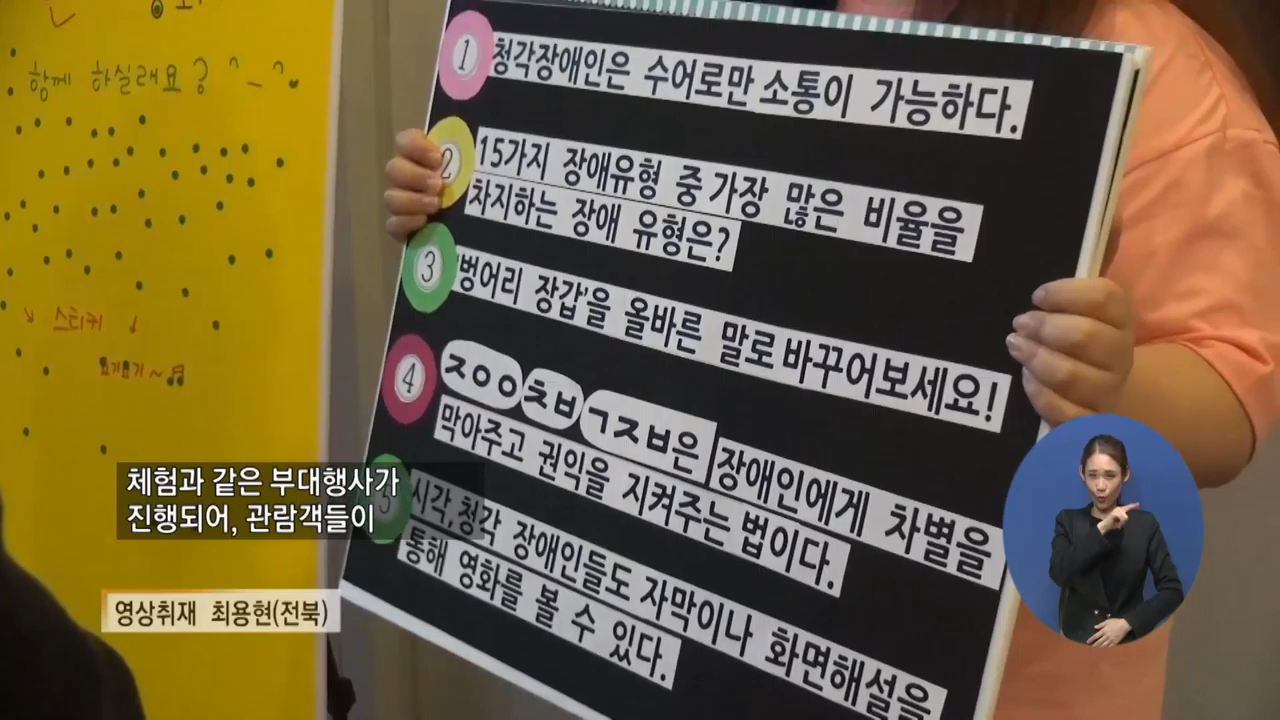 함께 하실래요? ^_^
↘ 스티커 ↓
요기요기~♬
1 청각장애인은 수어로만 소통이 가능하다.
2 15가지 장애유형 중 가장 많은 비율을
차지하는 장애 유형은?
3 '벙어리 장갑'을 올바른 말로 바꾸어보세요!
4 ㅈㅇㅇㅊㅂㄱㅈㅂ은 장애인에게 차별을
막아주고 권익을 지켜주는 법이다.
5 시각,청각 장애인들도 자막이나 화면해설을
통해 영화를 볼 수 있다.
체험과 같은 부대행사가
진행되어, 관람객들이
영상취재 최용현(전북)